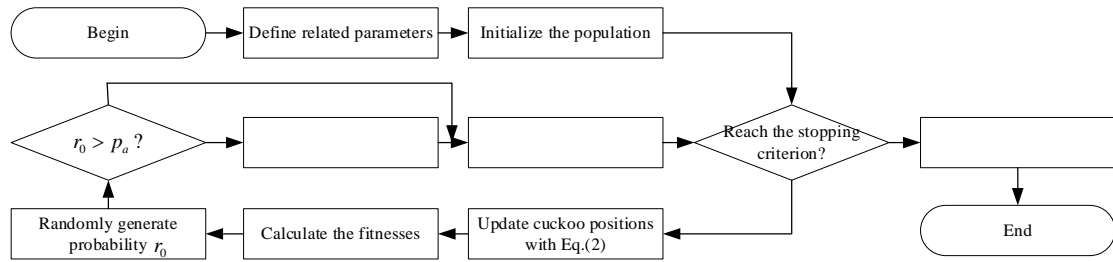 Begin
Define related parameters
Initialize the population
r₀ > pₐ ?
Reach the stopping
criterion?
Randomly generate
probability r₀
Calculate the fitnesses
Update cuckoo positions
with Eq.(2)
End